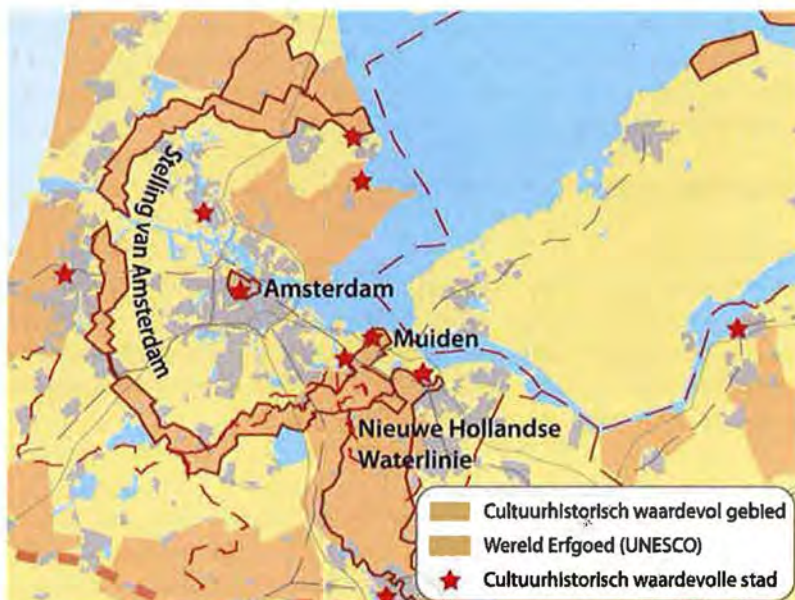 Stelling van Amsterdam
Amsterdam
Muiden
Nieuwe Hollandse
Waterlinie
Cultuurhistorisch waardevol gebied
Wereld Erfgoed (UNESCO)
Cultuurhistorisch waardevolle stad